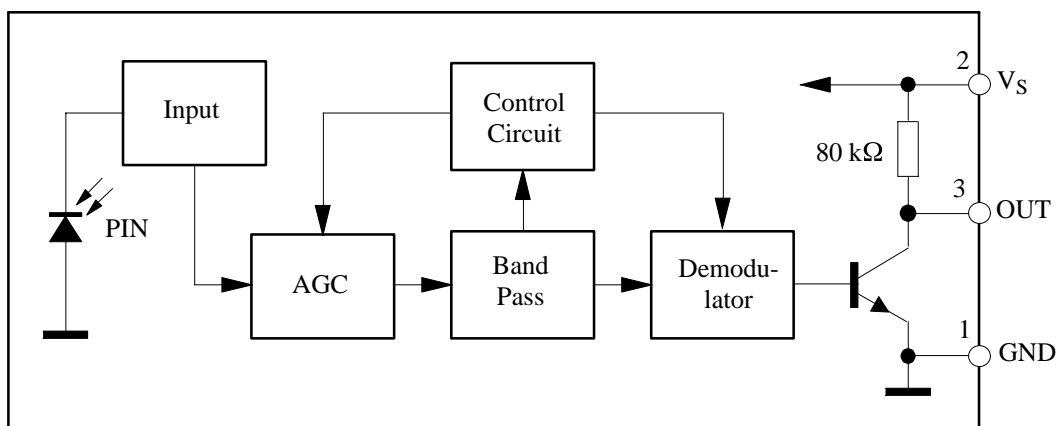 Input
Control
Circuit
2
V_S
80 kΩ
3
OUT
PIN
AGC
Band
Pass
Demodu-
lator
1
GND